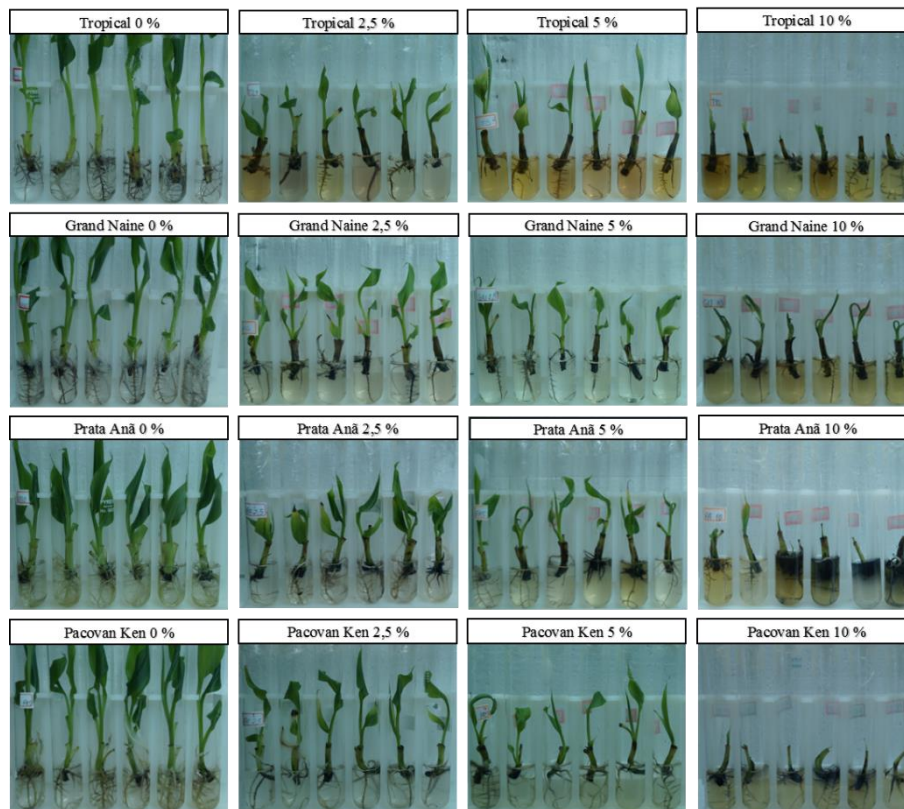 Tropical 0 %
Tropical 2,5 %
Tropical 5 %
Tropical 10 %
Grand Naine 0 %
Grand Naine 2,5 %
Grand Naine 5 %
Grand Naine 10 %
Prata Anã 0 %
Prata Anã 2,5 %
Prata Anã 5 %
Prata Anã 10 %
Pacovan Ken 0 %
Pacovan Ken 2,5 %
Pacovan Ken 5 %
Pacovan Ken 10 %